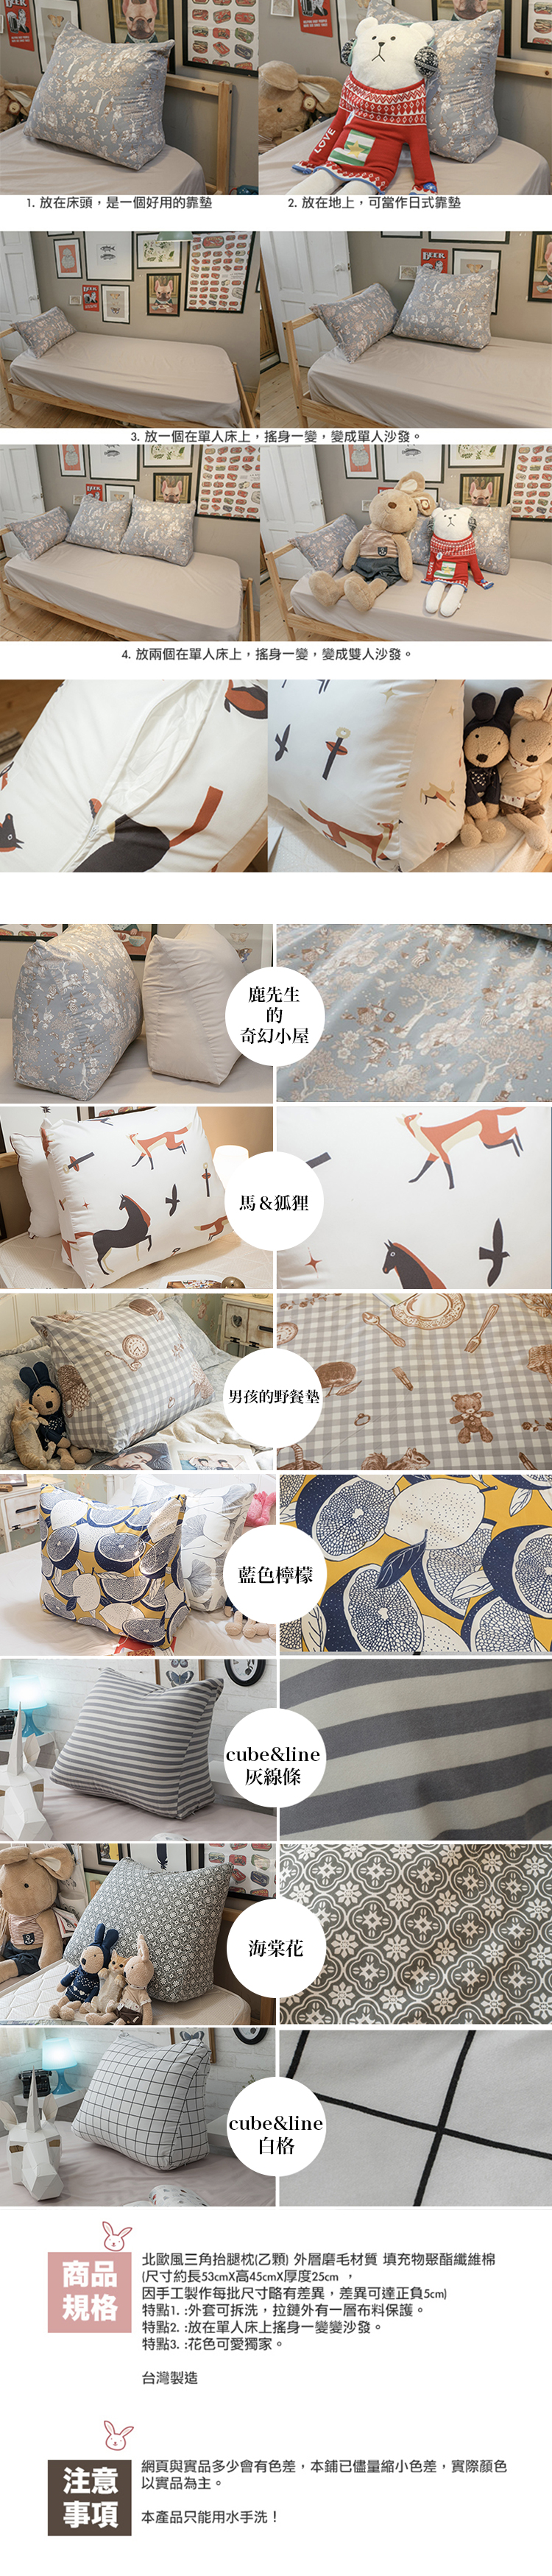 1. 放在床頭，是一個好用的靠墊
2. 放在地上，可當作日式靠墊
3. 放一個在單人床上，搖身一變，變成單人沙發。
4. 放兩個在單人床上，搖身一變，變成雙人沙發。
鹿先生
的
奇幻小屋
馬＆狐狸
男孩的野餐墊
藍色檸檬
cube&line
灰線條
海棠花
cube&line
白格
商品
規格
北歐風三角抬腿枕(乙顆) 外層磨毛材質 填充物聚酯纖維棉
(尺寸約長53cmX高45cmX厚度25cm ，
因手工製作每批尺寸略有差異，差異可達正負5cm)
特點1. :外套可拆洗，拉鏈外有一層布料保護。
特點2. :放在單人床上搖身一變變沙發。
特點3. :花色可愛獨家。
台灣製造
注意
事項
網頁與實品多少會有色差，本鋪已儘量縮小色差，實際顏色
以實品為主。
本產品只能用水手洗！
LOVE